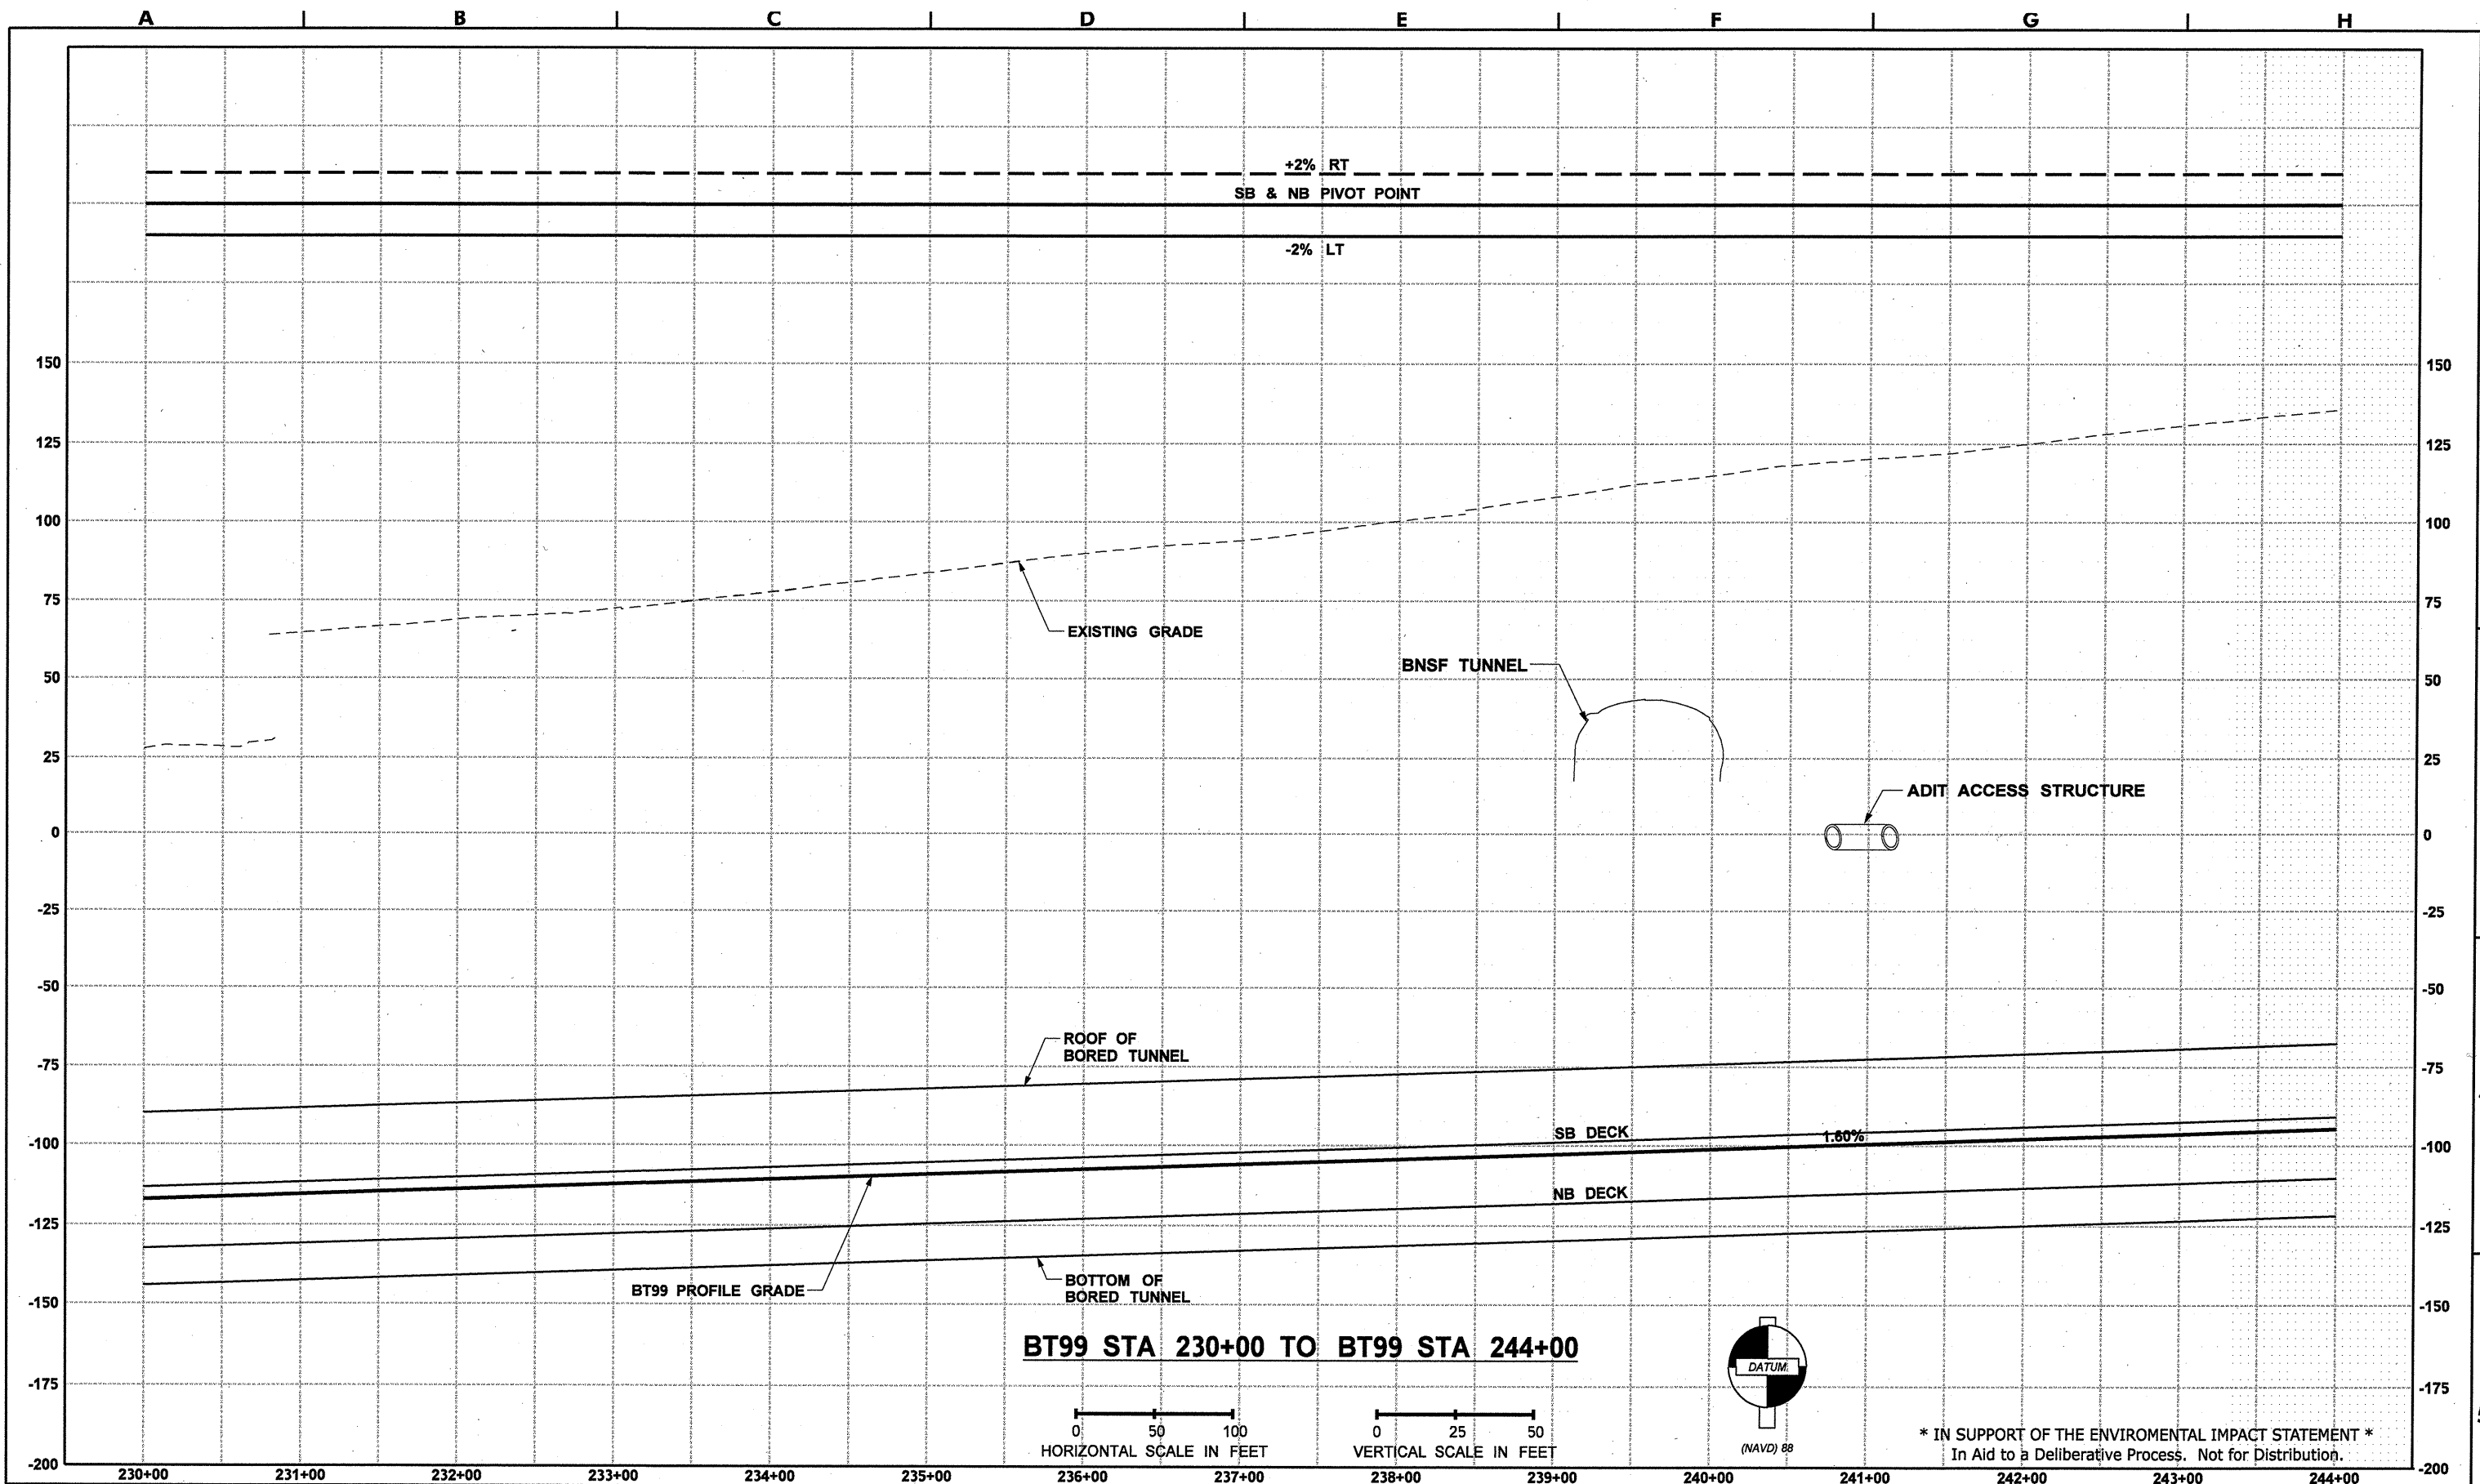 A B C D E F G H
+2% RT
SB & NB PIVOT POINT
-2% LT
150 150
125 125
100 100
75 75
EXISTING GRADE
BNSF TUNNEL
50 50
25 25
ADIT ACCESS STRUCTURE
0 0
-25 -25
-50 -50
ROOF OF
BORED TUNNEL
-75 -75
SB DECK
1.60%
-100 -100
NB DECK
-125 -125
BT99 PROFILE GRADE
BOTTOM OF
BORED TUNNEL
-150 -150
BT99 STA 230+00 TO BT99 STA 244+00
DATUM:
-175 -175
0 50 100
HORIZONTAL SCALE IN FEET
0 25 50
VERTICAL SCALE IN FEET
(NAVD) 88
* IN SUPPORT OF THE ENVIROMENTAL IMPACT STATEMENT *
In Aid to a Deliberative Process. Not for Distribution.
-200 -200
230+00 231+00 232+00 233+00 234+00 235+00 236+00 237+00 238+00 239+00 240+00 241+00 242+00 243+00 244+00